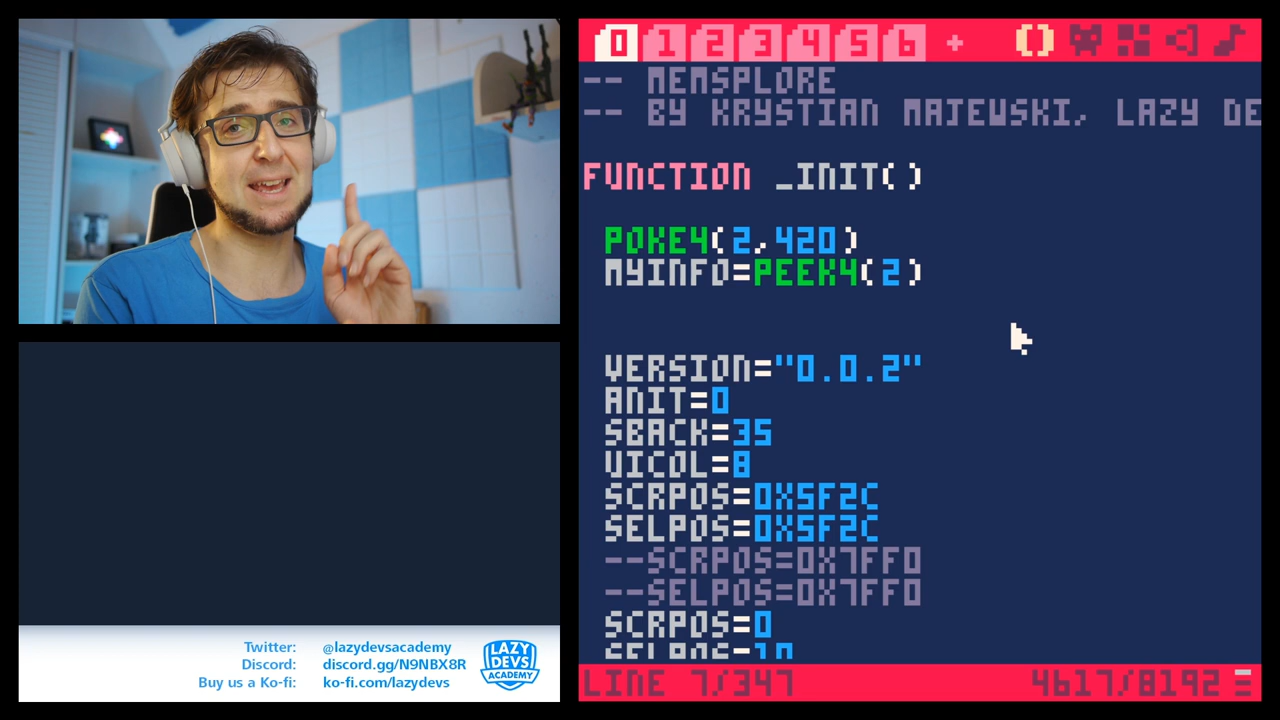 0 1 2 3 4 5 6 + ()
-- MEMSPLORE
-- BY KRYSTIAN MAJEWSKI, LAZY DE
FUNCTION _INIT()
POKE4(2,420)
MYINFO=PEEK4(2)
VERSION="0.0.2"
ANIT=0
SBACK=35
VICOL=8
SCRPOS=0X5F2C
SELPOS=0X5F2C
--SCRPOS=0X7FF0
--SELPOS=0X7FF0
SCRPOS=0
SELPOS=10
LINE 7/347 4617/8192
Twitter: @lazydevsacademy
Discord: discord.gg/N9NBX8R
Buy us a Ko-fi: ko-fi.com/lazydevs
LAZY
DEVS
ACADEMY